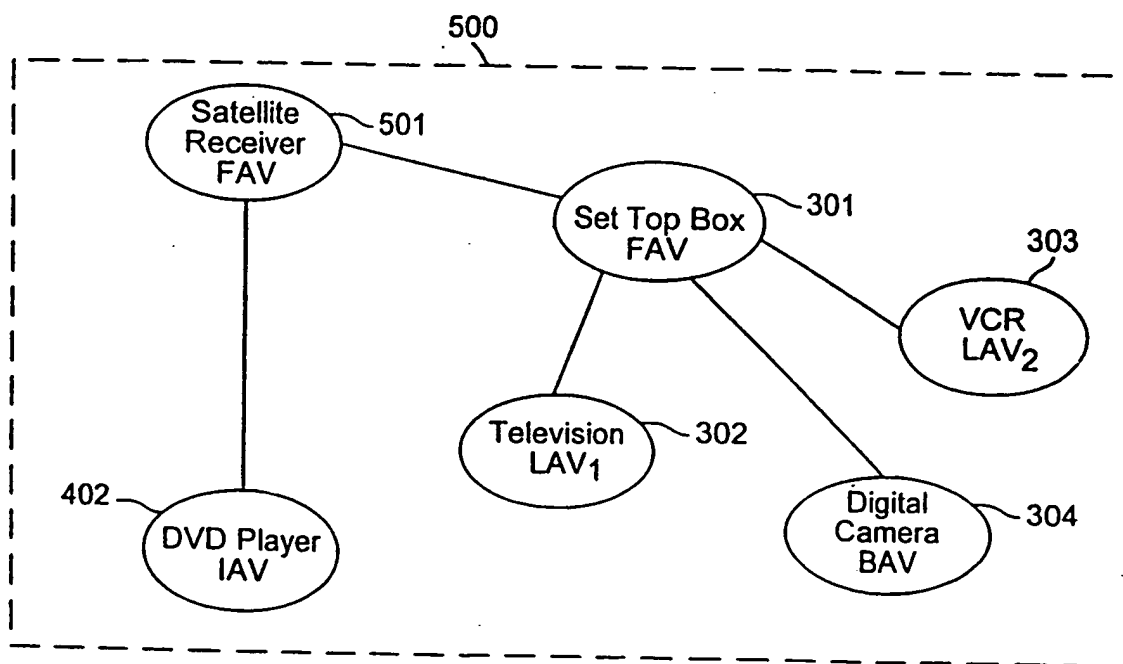 500
Satellite
Receiver
FAV
501
Set Top Box
FAV
301
303
VCR
LAV2
Television
LAV1
302
402
DVD Player
IAV
Digital
Camera
BAV
304